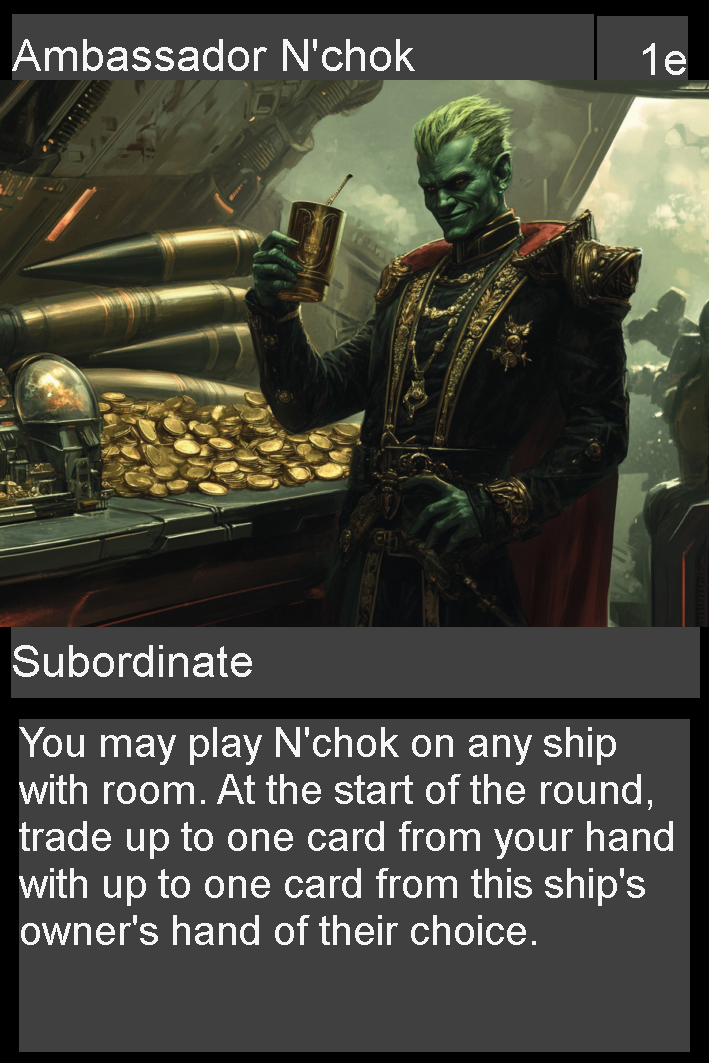 Ambassador N'chok
1e
Subordinate
You may play N'chok on any ship
with room. At the start of the round,
trade up to one card from your hand
with up to one card from this ship's
owner's hand of their choice.